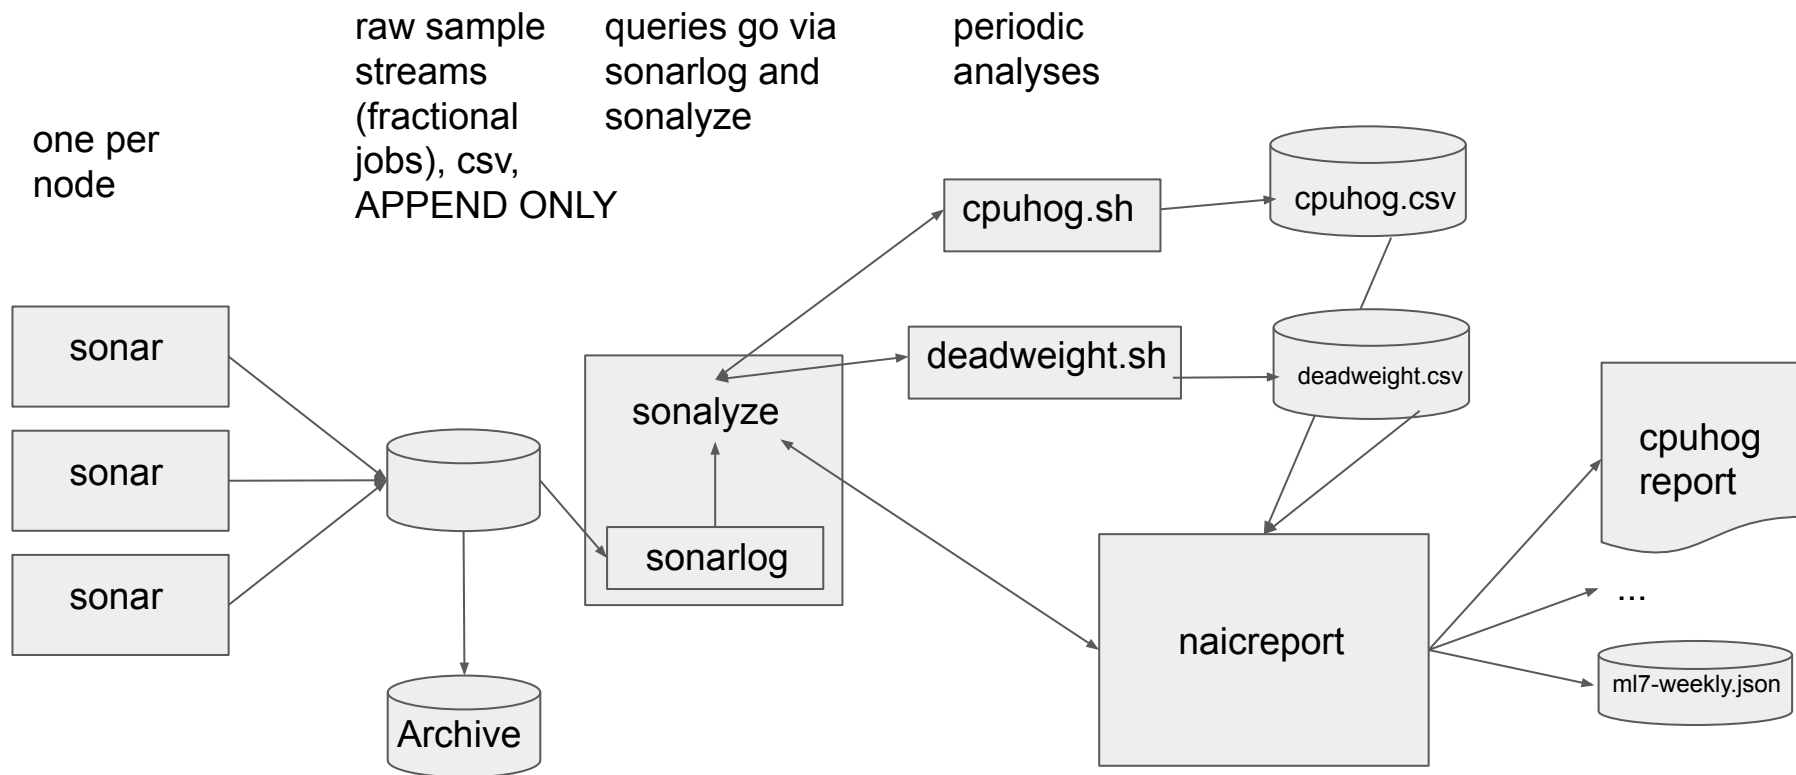 one per
node
raw sample
streams
(fractional
jobs), csv,
APPEND ONLY
queries go via
sonarlog and
sonalyze
periodic
analyses
sonar
sonar
sonar
Archive
sonalyze
sonarlog
cpuhog.sh
cpuhog.csv
deadweight.sh
deadweight.csv
naicreport
cpuhog
report
...
ml7-weekly.json